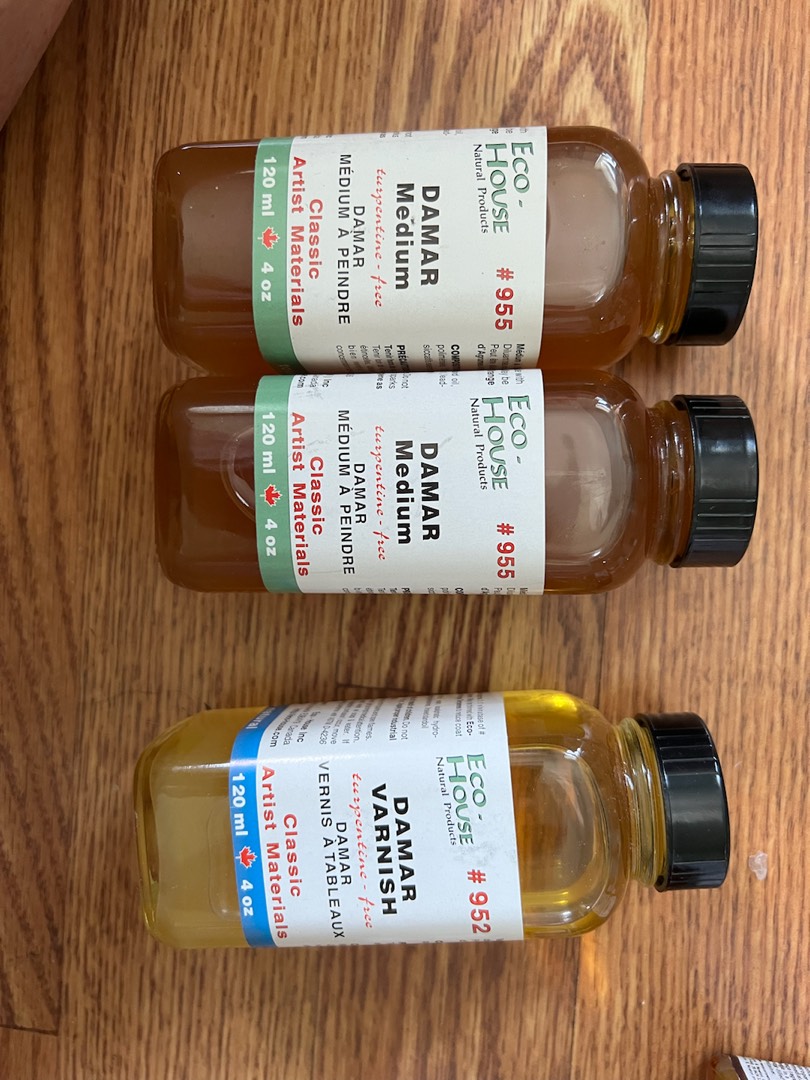 ECO-
HOUSE
Natural Products
# 955
DAMAR
Medium
turpentine-free
DAMAR
MÉDIUM À PEINDRE
Classic
Artist Materials
120 ml 4 oz
ECO-
HOUSE
Natural Products
# 955
DAMAR
Medium
turpentine-free
DAMAR
MÉDIUM À PEINDRE
Classic
Artist Materials
120 ml 4 oz
ECO-
HOUSE
Natural Products
# 952
DAMAR
VARNISH
turpentine-free
DAMAR
VERNIS À TABLEAUX
Classic
Artist Materials
120 ml 4 oz